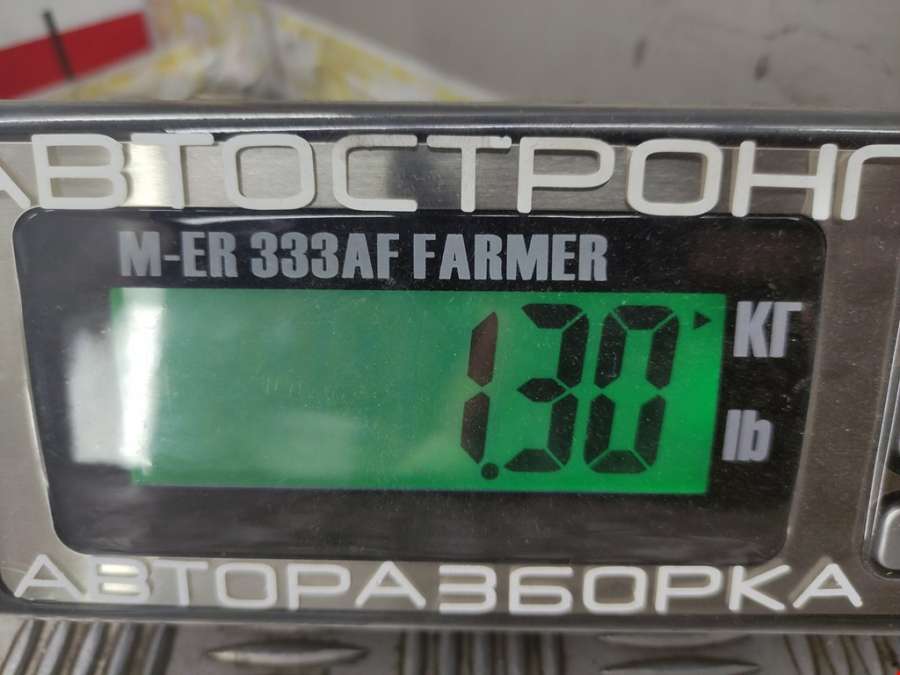 АВТОСТРОНГ
M-ER 333AF FARMER
1.30
КГ
lb
АВТОРАЗБОРКА